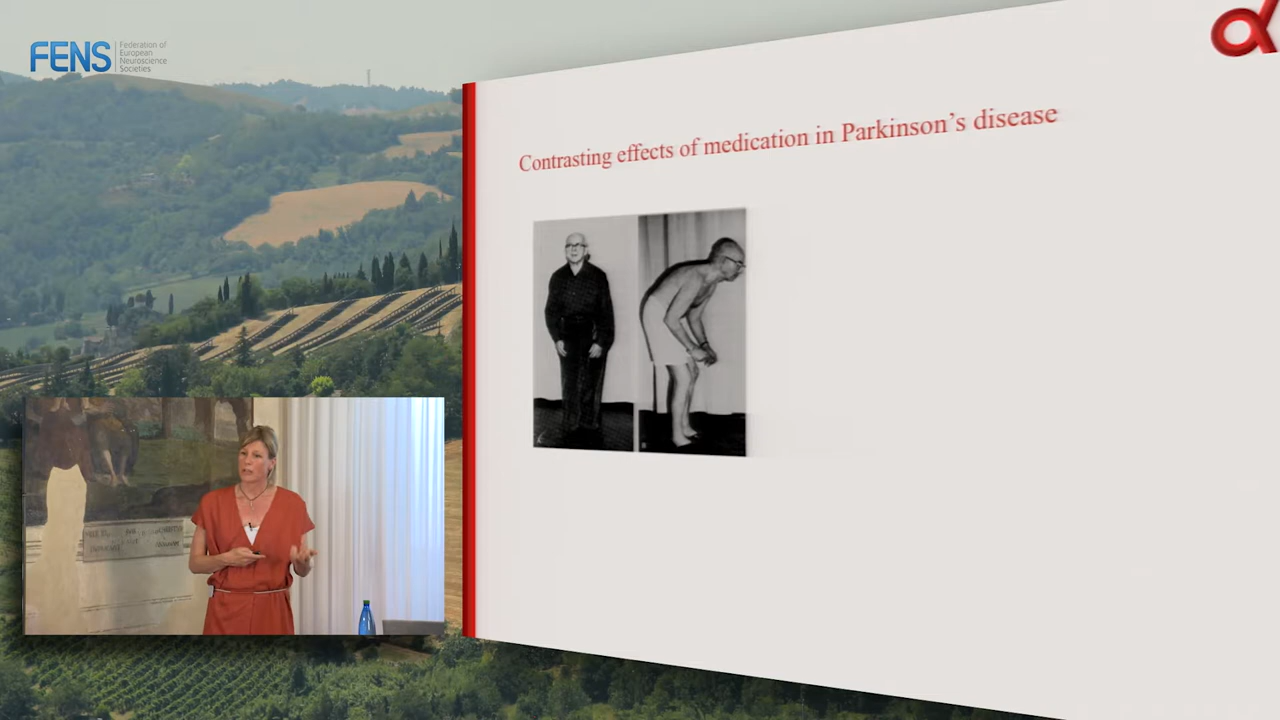 FENS
Federation of
European
Neuroscience
Societies
Contrasting effects of medication in Parkinson's disease